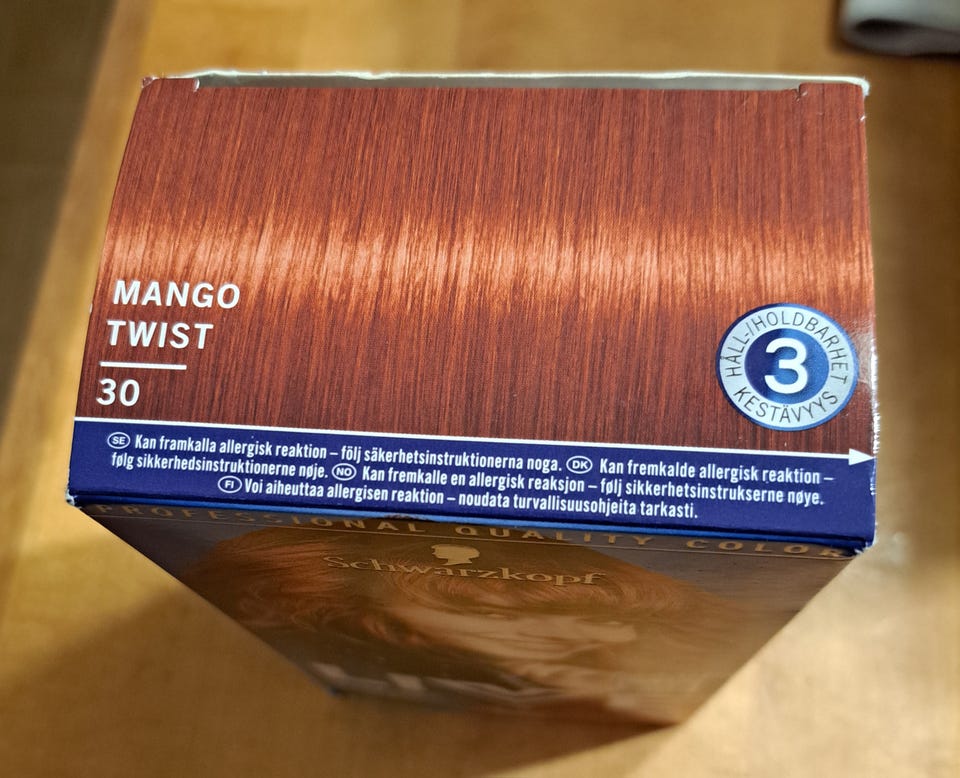 MANGO
TWIST
30
HÅLL-/HOLDBARHET
3
KESTÄVYYS
SE Kan framkalla allergisk reaktion – följ säkerhetsinstruktionerna noga. DK Kan fremkalde allergisk reaktion –
følg sikkerhedsinstruktionerne nøje. NO Kan fremkalle en allergisk reaksjon – følj sikkerhetsinstrukserne nøye.
FI Voi aiheuttaa allergisen reaktion – noudata turvallisuusohjeita tarkasti.
PROFESSIONAL QUALITY COLOR
Schwarzkopf